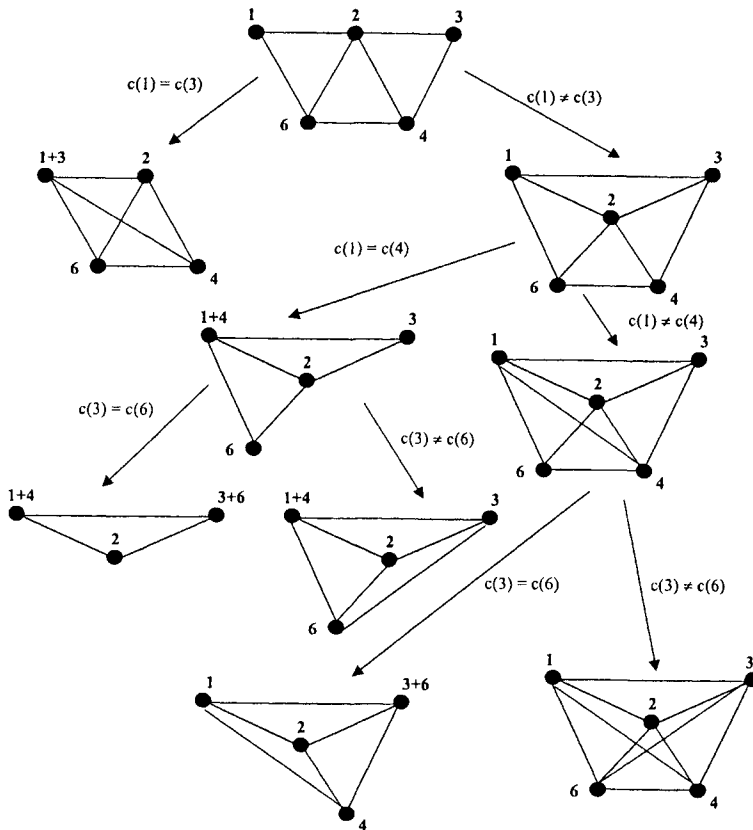 1 2 3
c(1) = c(3)
c(1) ≠ c(3)
6 4
1+3 2
1 3
2
6 4
c(1) = c(4)
6 4
1+4 3
c(1) ≠ c(4)
2
1 3
2
c(3) = c(6)
c(3) ≠ c(6)
6
6 4
1+4 3+6
1+4 3
2
2
c(3) = c(6)
c(3) ≠ c(6)
6
1 3+6
1 3
2
2
6 4
4